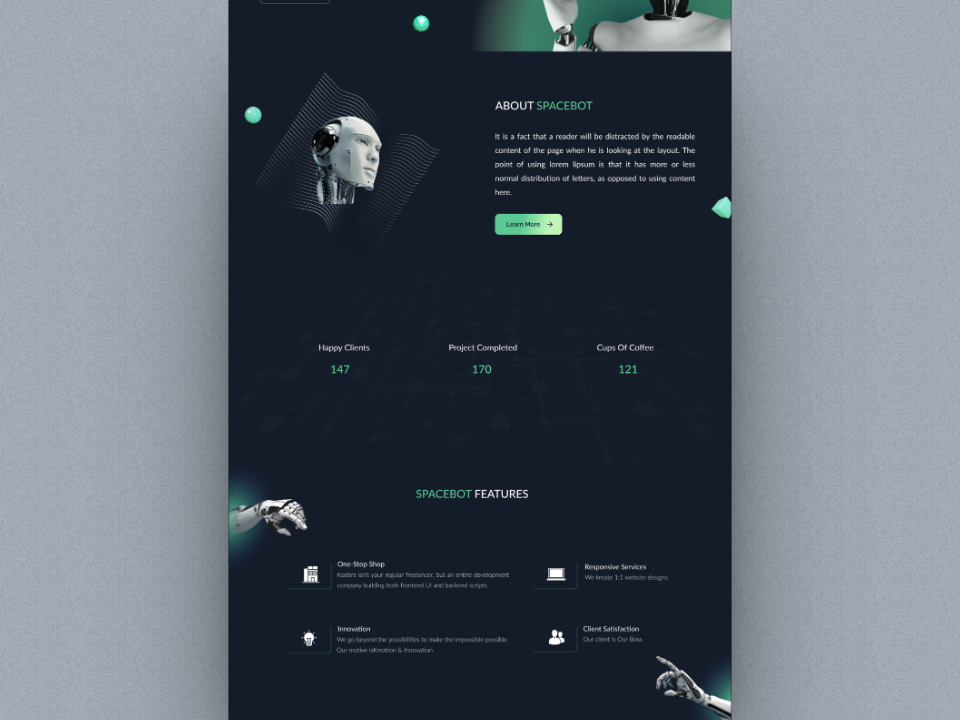 ABOUT SPACEBOT
It is a fact that a reader will be distracted by the readable
content of the page when he is looking at the layout. The
point of using lorem lipsum is that it has more or less
normal distribution of letters, as opposed to using content
here.
Learn More
Happy Clients
Project Completed
Cups Of Coffee
147
170
121
SPACEBOT FEATURES
One-Stop Shop
Koders isn't your regular freelancer, but an entire development
company building both frontend UI and backend scripts.
Responsive Services
We kreate 1:1 website designs.
Innovation
We go beyond the possibilities to make the impossible possible.
Our motive isKreation & Innovation
Client Satisfaction
Our client is Our Boss